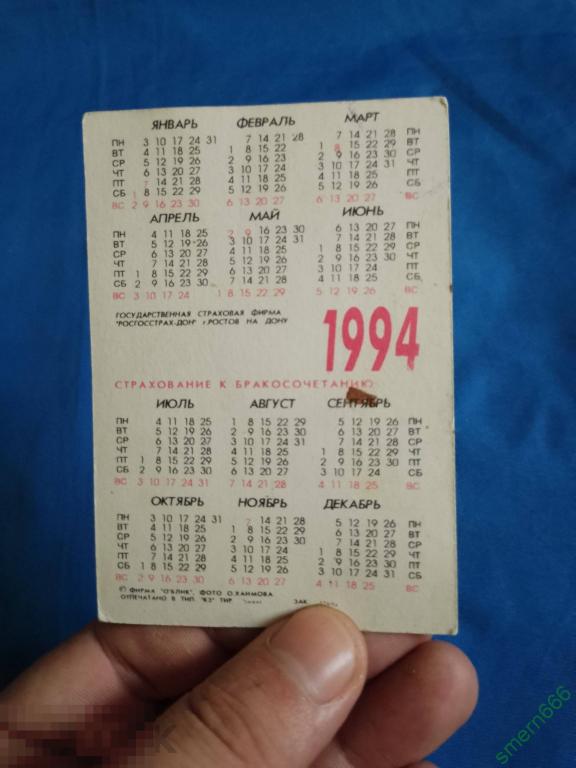 ЯНВАРЬ ФЕВРАЛЬ МАРТ
ПН 3 10 17 24 31 7 14 21 28 7 14 21 28 ПН
ВТ 4 11 18 25 1 8 15 22 1 8 15 22 29 ВТ
СР 5 12 19 26 2 9 16 23 2 9 16 23 30 СР
ЧТ 6 13 20 27 3 10 17 24 3 10 17 24 31 ЧТ
ПТ 7 14 21 28 4 11 18 25 4 11 18 25 ПТ
СБ 1 8 15 22 29 5 12 19 26 5 12 19 26 СБ
ВС 2 9 16 23 30 6 13 20 27 6 13 20 27 ВС
АПРЕЛЬ МАЙ ИЮНЬ
ПН 4 11 18 25 2 9 16 23 30 6 13 20 27 ПН
ВТ 5 12 19 26 3 10 17 24 31 7 14 21 28 ВТ
СР 6 13 20 27 4 11 18 25 1 8 15 22 29 СР
ЧТ 7 14 21 28 5 12 19 26 2 9 16 23 30 ЧТ
ПТ 1 8 15 22 29 6 13 20 27 3 10 17 24 ПТ
СБ 2 9 16 23 30 7 14 21 28 4 11 18 25 СБ
ВС 3 10 17 24 1 8 15 22 29 5 12 19 26 ВС
ГОСУДАРСТВЕННАЯ СТРАХОВАЯ ФИРМА
"РОСГОССТРАХ-ДОН" г.РОСТОВ НА ДОНУ
1994
СТРАХОВАНИЕ К БРАКОСОЧЕТАНИЮ
ИЮЛЬ АВГУСТ СЕНТЯБРЬ
ПН 4 11 18 25 1 8 15 22 29 5 12 19 26 ПН
ВТ 5 12 19 26 2 9 16 23 30 6 13 20 27 ВТ
СР 6 13 20 27 3 10 17 24 31 7 14 21 28 СР
ЧТ 7 14 21 28 4 11 18 25 1 8 15 22 29 ЧТ
ПТ 1 8 15 22 29 5 12 19 26 2 9 16 23 30 ПТ
СБ 2 9 16 23 30 6 13 20 27 3 10 17 24 СБ
ВС 3 10 17 24 31 7 14 21 28 4 11 18 25 ВС
ОКТЯБРЬ НОЯБРЬ ДЕКАБРЬ
ПН 3 10 17 24 31 7 14 21 28 5 12 19 26 ПН
ВТ 4 11 18 25 1 8 15 22 29 6 13 20 27 ВТ
СР 5 12 19 26 2 9 16 23 30 7 14 21 28 СР
ЧТ 6 13 20 27 3 10 17 24 1 8 15 22 29 ЧТ
ПТ 7 14 21 28 4 11 18 25 2 9 16 23 30 ПТ
СБ 1 8 15 22 29 5 12 19 26 3 10 17 24 31 СБ
ВС 2 9 16 23 30 6 13 20 27 4 11 18 25 ВС
© ФИРМА "О'БЛИК", ФОТО О.ХАИМОВА
ОТПЕЧАТАНО В ТИП. "КЗ" ТИР. ЗАК.
smern666